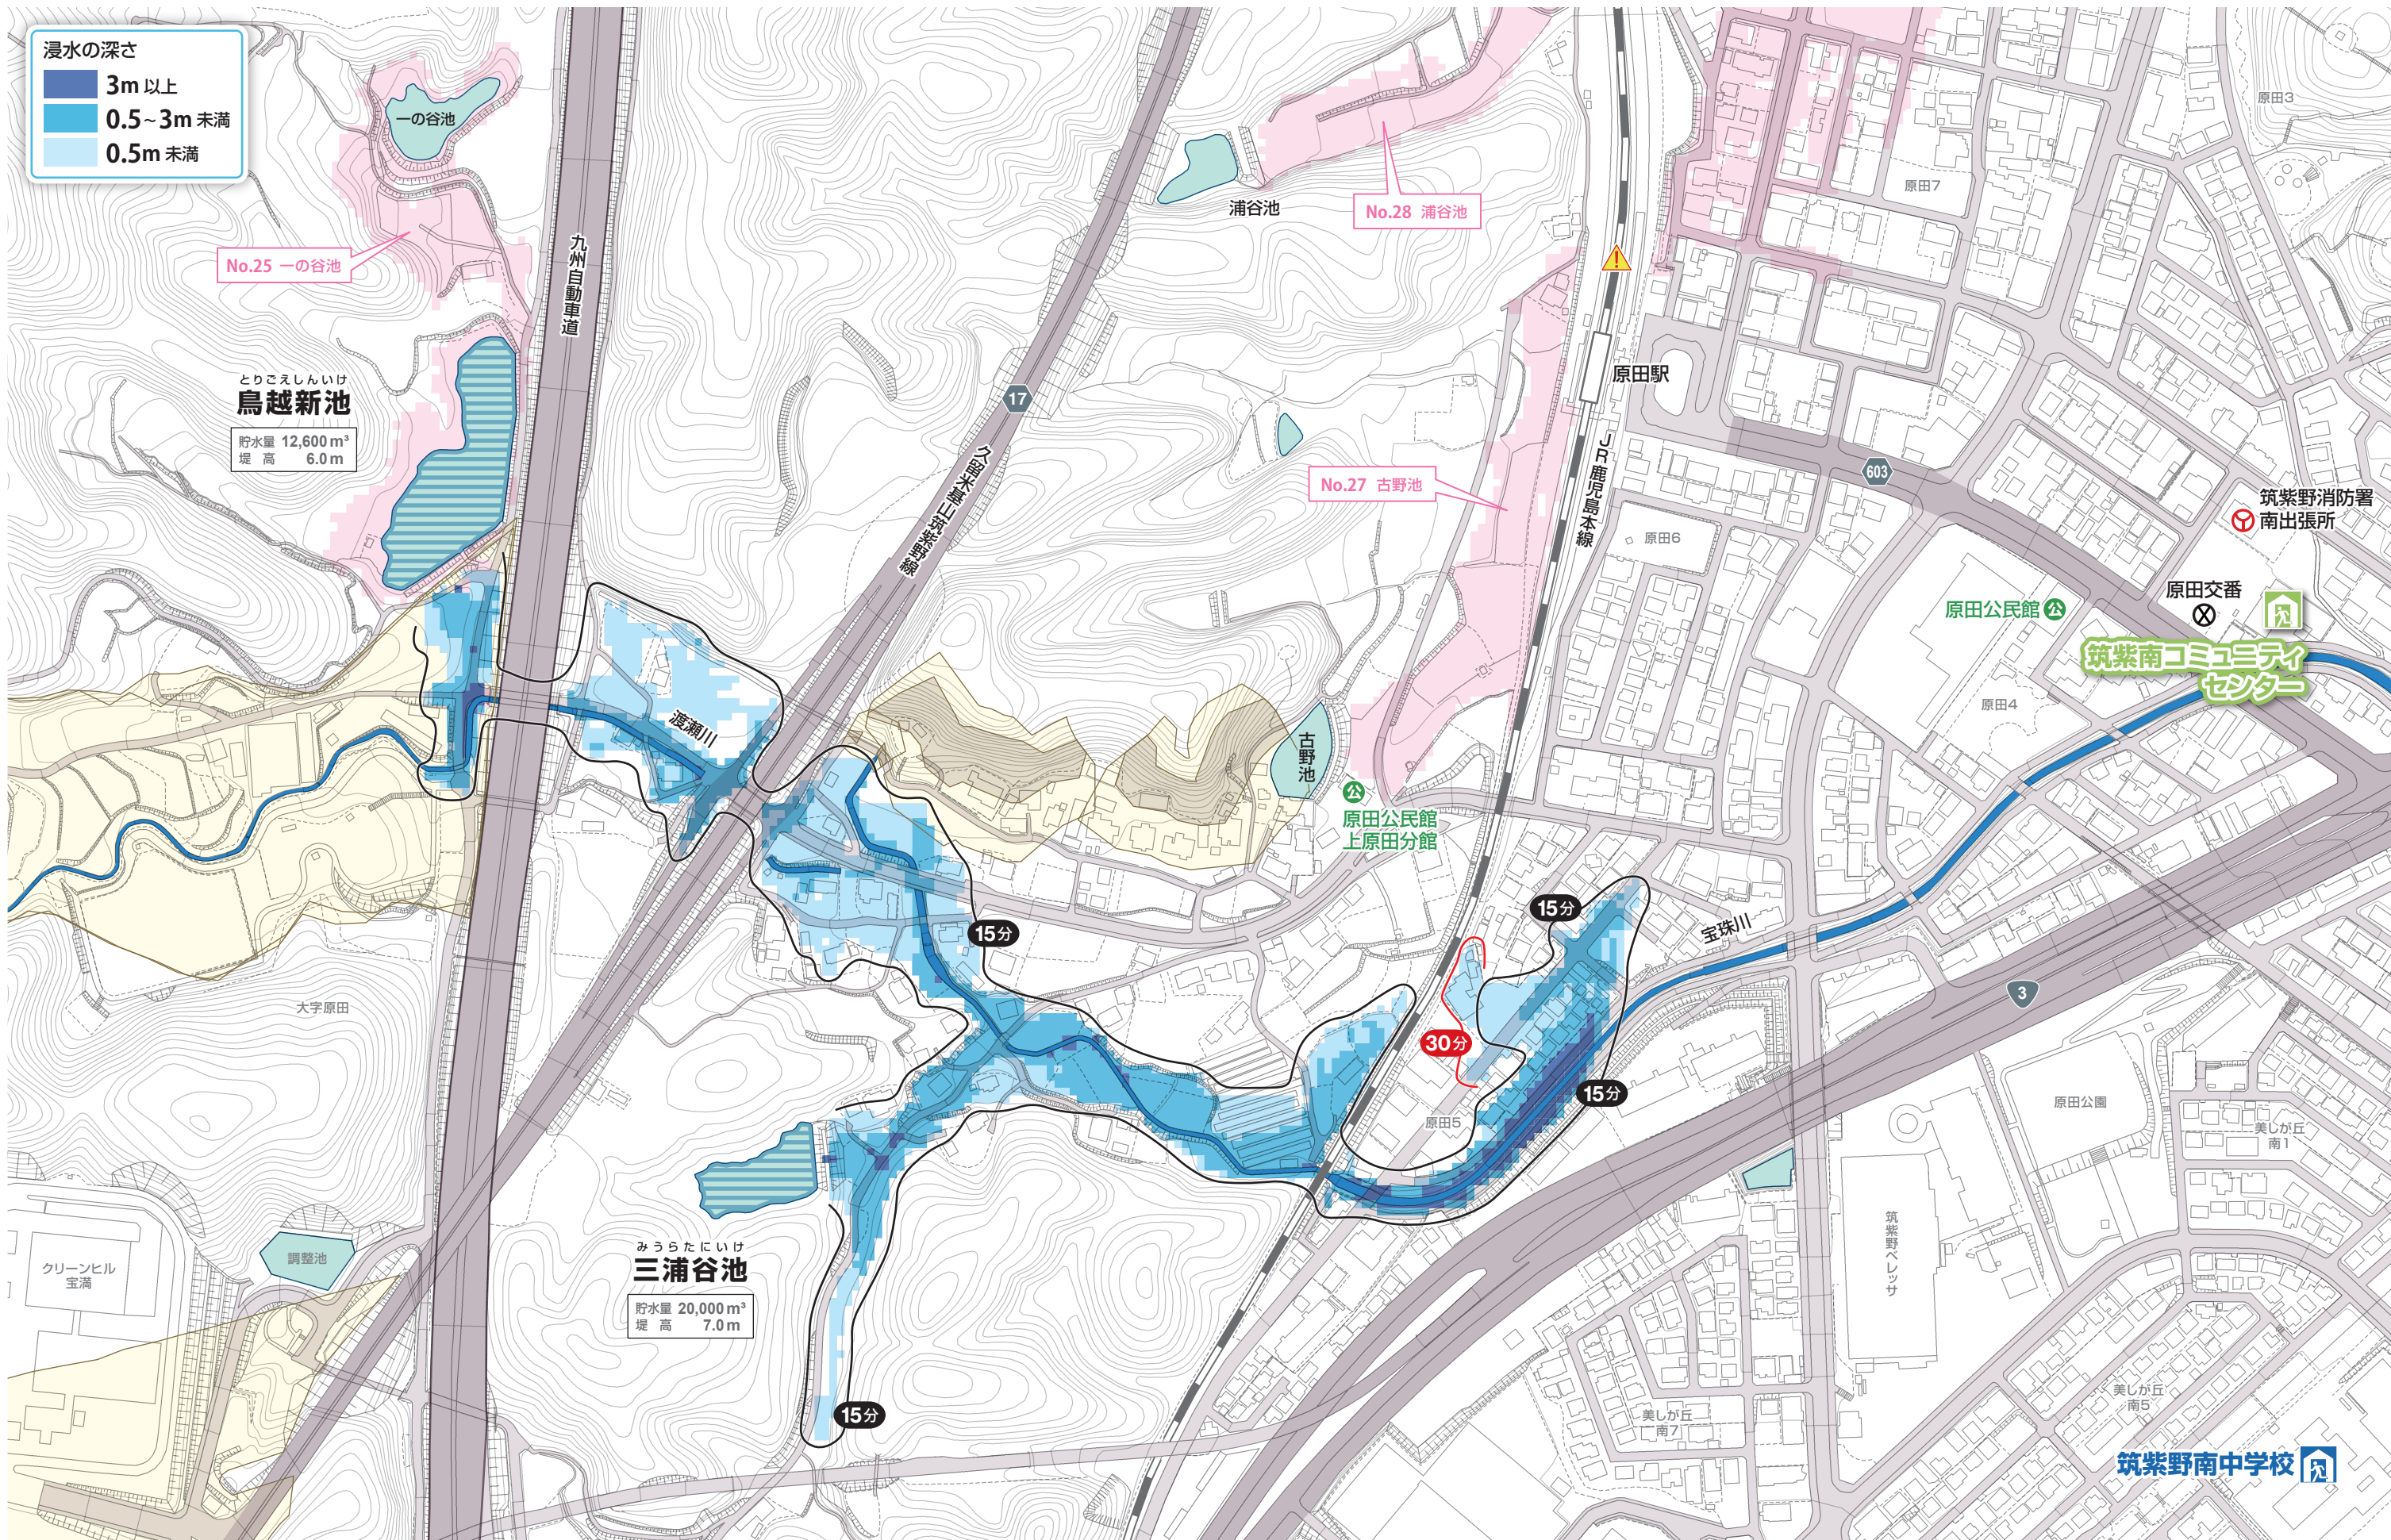 浸水の深さ
3m 以上
0.5~3m 未満
0.5m 未満
一の谷池
No.25 一の谷池
九州自動車道
浦谷池
No.28 浦谷池
原田3
原田7
とりごえしんいけ
鳥越新池
貯水量 12,600 m³
堤 高 6.0 m
17
久留米基山筑紫野線
原田駅
JR鹿児島本線
No.27 古野池
603
筑紫野消防署
南出張所
原田6
原田交番
原田公民館 公
筑紫南コミュニティ
センター
原田4
渡瀬川
古野池
公
原田公民館
上原田分館
15分
15分
宝珠川
大字原田
30分
3
15分
原田5
原田公園
美しが丘
南1
みうらたにいけ
三浦谷池
貯水量 20,000 m³
堤 高 7.0 m
調整池
クリーンヒル
宝満
筑紫野ベレッサ
15分
美しが丘
南7
美しが丘
南5
筑紫野南中学校